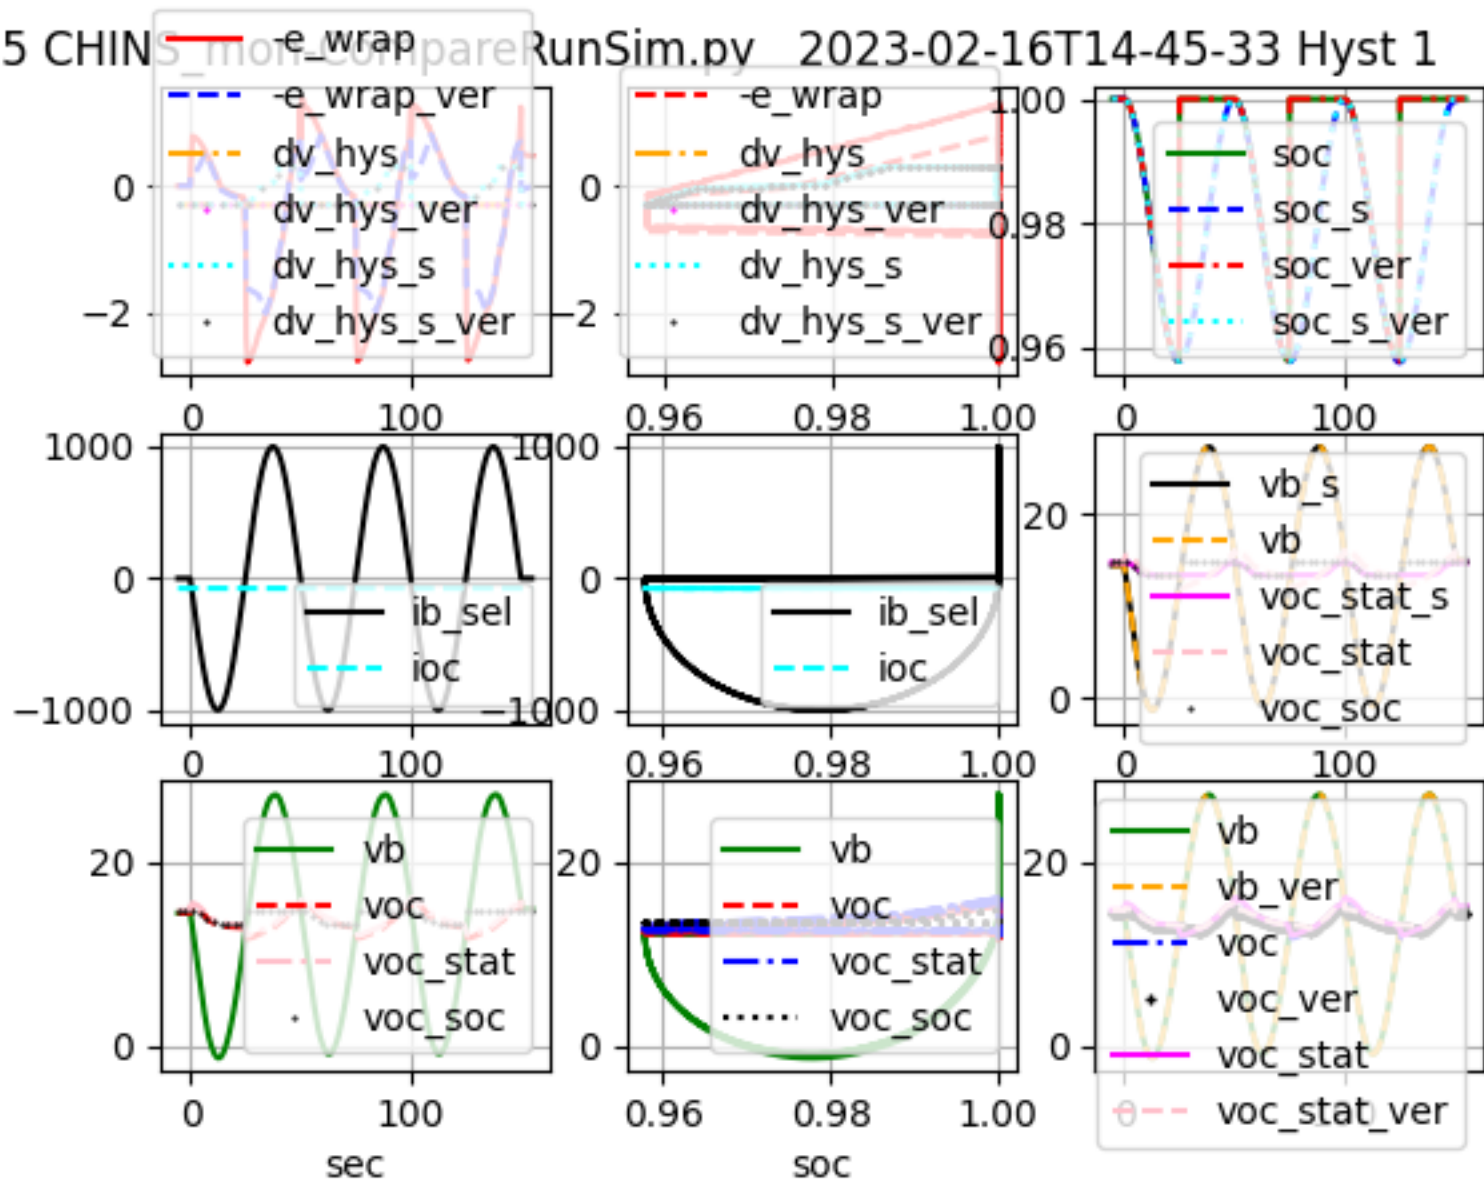 5 CHINS_mon-CompareRunSim.py 2023-02-16T14-45-33 Hyst 1
-e_wrap
-e_wrap_ver
dv_hys
dv_hys_ver
dv_hys_s
dv_hys_s_ver
0
−2
0
100
-e_wrap
dv_hys
dv_hys_ver
dv_hys_s
dv_hys_s_ver
0
−2
0.96
0.98
1.00
soc
soc_s
soc_ver
soc_s_ver
1.00
0.98
0.96
0
100
1000
0
−1000
ib_sel
ioc
0
100
1000
0
−1000
ib_sel
ioc
0.96
0.98
1.00
20
0
vb_s
vb
voc_stat_s
voc_stat
voc_soc
0
100
20
0
vb
voc
voc_stat
voc_soc
0
100
sec
20
0
vb
voc
voc_stat
voc_soc
0.96
0.98
1.00
soc
20
0
vb
vb_ver
voc
voc_ver
voc_stat
voc_stat_ver
0